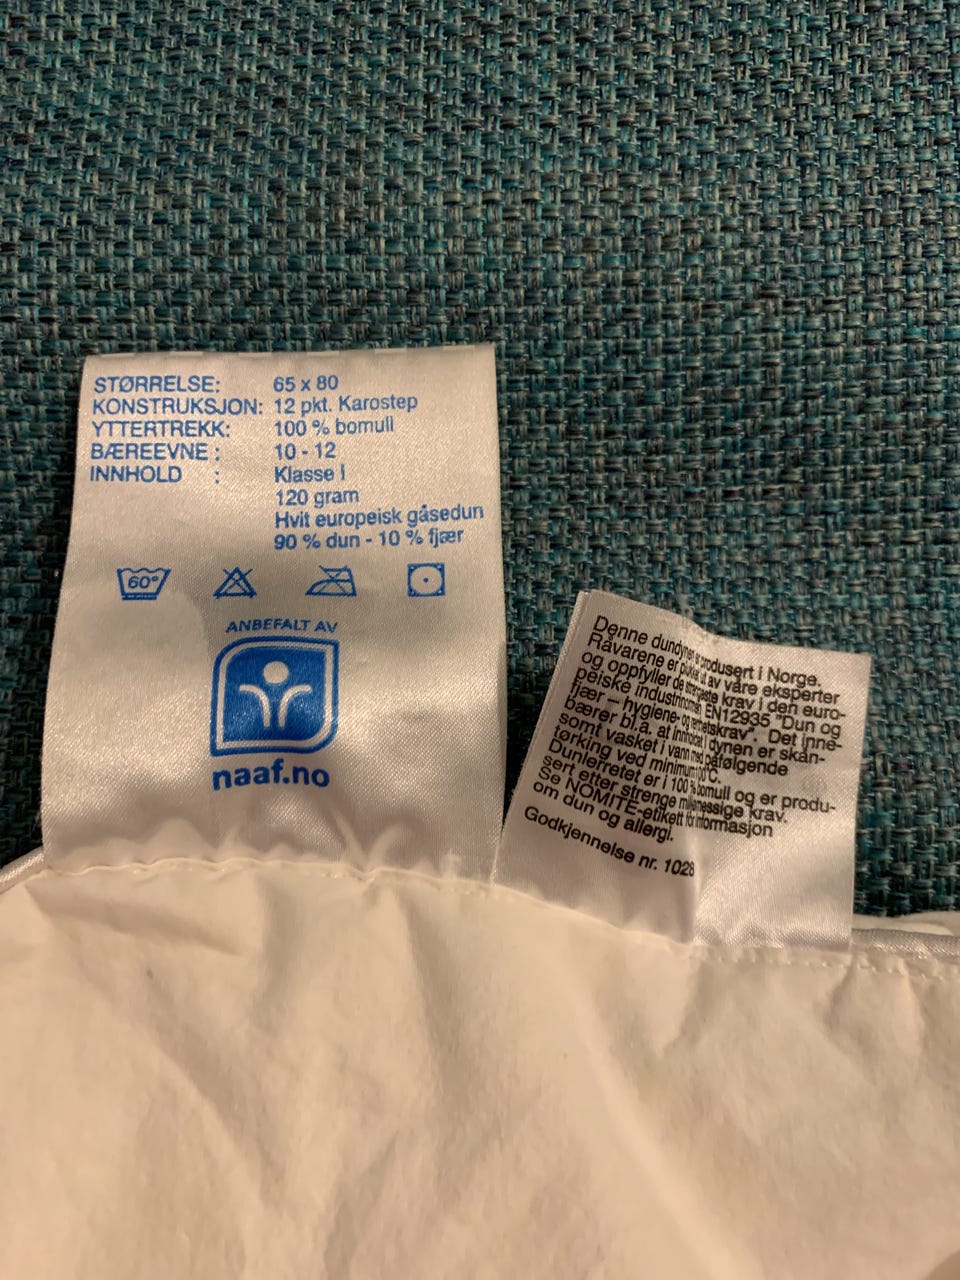 STØRRELSE: 65 x 80
KONSTRUKSJON: 12 pkt. Karostep
YTTERTREKK: 100 % bomull
BÆREEVNE : 10 - 12
INNHOLD : Klasse I
120 gram
Hvit europeisk gåsedun
90 % dun - 10 % fjær
60°
ANBEFALT AV
naaf.no
Denne dundynen er produsert i Norge.
Råvarene er plukket ut av våre eksperter
og oppfyller de strengeste krav i den euro-
peiske industrinormen EN12935 "Dun og
fjær – hygiene- og renhetskrav". Det inne-
bærer bl.a. at innholdet i dynen er skån-
somt vasket i vann med påfølgende
tørking ved minimum °C.
Dunlerretet er i 100 % bomull og er produ-
sert etter strenge miljømessige krav.
Se NOMITE-etikett for informasjon
om dun og allergi.
Godkjennelse nr. 1028